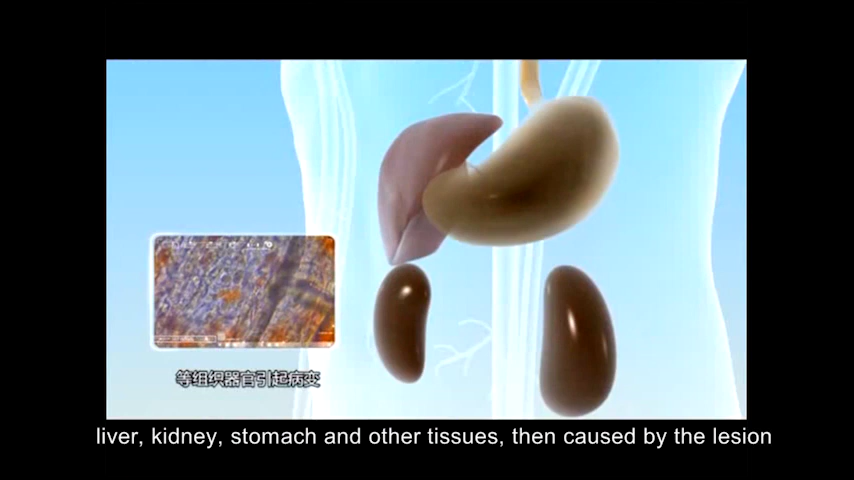 等组织器官引起病变
liver, kidney, stomach and other tissues, then caused by the lesion